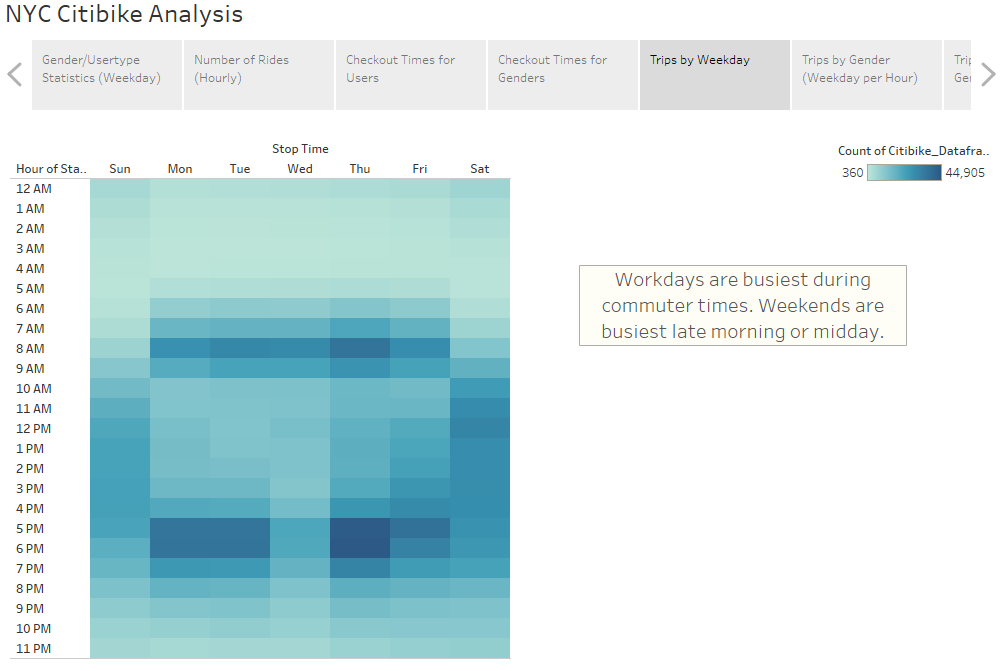 NYC Citibike Analysis
Gender/Usertype
Statistics (Weekday)
Number of Rides
(Hourly)
Checkout Times for
Users
Checkout Times for
Genders
Trips by Weekday
Trips by Gender
(Weekday per Hour)
Trip
Ger
Stop Time
Hour of Sta.. Sun Mon Tue Wed Thu Fri Sat
12 AM
1 AM
2 AM
3 AM
4 AM
5 AM
6 AM
7 AM
8 AM
9 AM
10 AM
11 AM
12 PM
1 PM
2 PM
3 PM
4 PM
5 PM
6 PM
7 PM
8 PM
9 PM
10 PM
11 PM
Count of Citibike_Datafra..
360 44,905
Workdays are busiest during
commuter times. Weekends are
busiest late morning or midday.